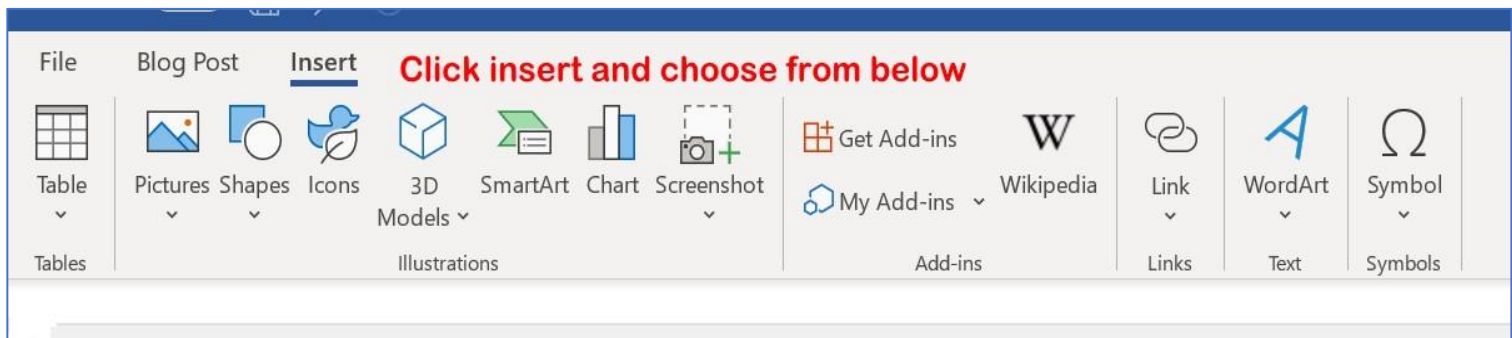 File Blog Post Insert Click insert and choose from below
Get Add-ins
Table Pictures Shapes Icons 3D Models SmartArt Chart Screenshot My Add-ins Wikipedia Link WordArt Symbol
Tables Illustrations Add-ins Links Text Symbols